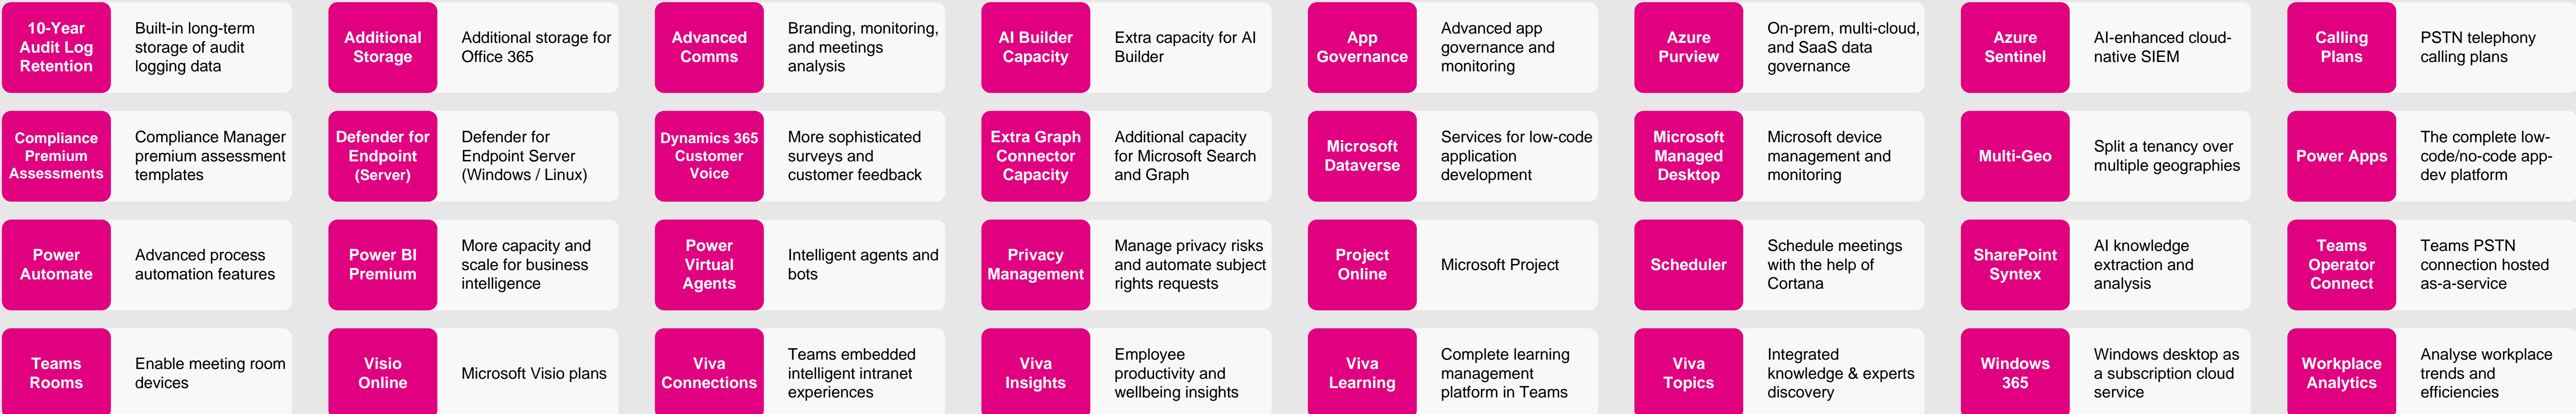 10-Year
Audit Log
Retention
Built-in long-term
storage of audit
logging data
Additional
Storage
Additional storage for
Office 365
Advanced
Comms
Branding, monitoring,
and meetings
analysis
AI Builder
Capacity
Extra capacity for AI
Builder
App
Governance
Advanced app
governance and
monitoring
Azure
Purview
On-prem, multi-cloud,
and SaaS data
governance
Azure
Sentinel
AI-enhanced cloud-
native SIEM
Calling
Plans
PSTN telephony
calling plans
Compliance
Premium
Assessments
Compliance Manager
premium assessment
templates
Defender for
Endpoint
(Server)
Defender for
Endpoint Server
(Windows / Linux)
Dynamics 365
Customer
Voice
More sophisticated
surveys and
customer feedback
Extra Graph
Connector
Capacity
Additional capacity
for Microsoft Search
and Graph
Microsoft
Dataverse
Services for low-code
application
development
Microsoft
Managed
Desktop
Microsoft device
management and
monitoring
Multi-Geo
Split a tenancy over
multiple geographies
Power Apps
The complete low-
code/no-code app-
dev platform
Power
Automate
Advanced process
automation features
Power BI
Premium
More capacity and
scale for business
intelligence
Power
Virtual
Agents
Intelligent agents and
bots
Privacy
Management
Manage privacy risks
and automate subject
rights requests
Project
Online
Microsoft Project
Scheduler
Schedule meetings
with the help of
Cortana
SharePoint
Syntex
AI knowledge
extraction and
analysis
Teams
Operator
Connect
Teams PSTN
connection hosted
as-a-service
Teams
Rooms
Enable meeting room
devices
Visio
Online
Microsoft Visio plans
Viva
Connections
Teams embedded
intelligent intranet
experiences
Viva
Insights
Employee
productivity and
wellbeing insights
Viva
Learning
Complete learning
management
platform in Teams
Viva
Topics
Integrated
knowledge & experts
discovery
Windows
365
Windows desktop as
a subscription cloud
service
Workplace
Analytics
Analyse workplace
trends and
efficiencies